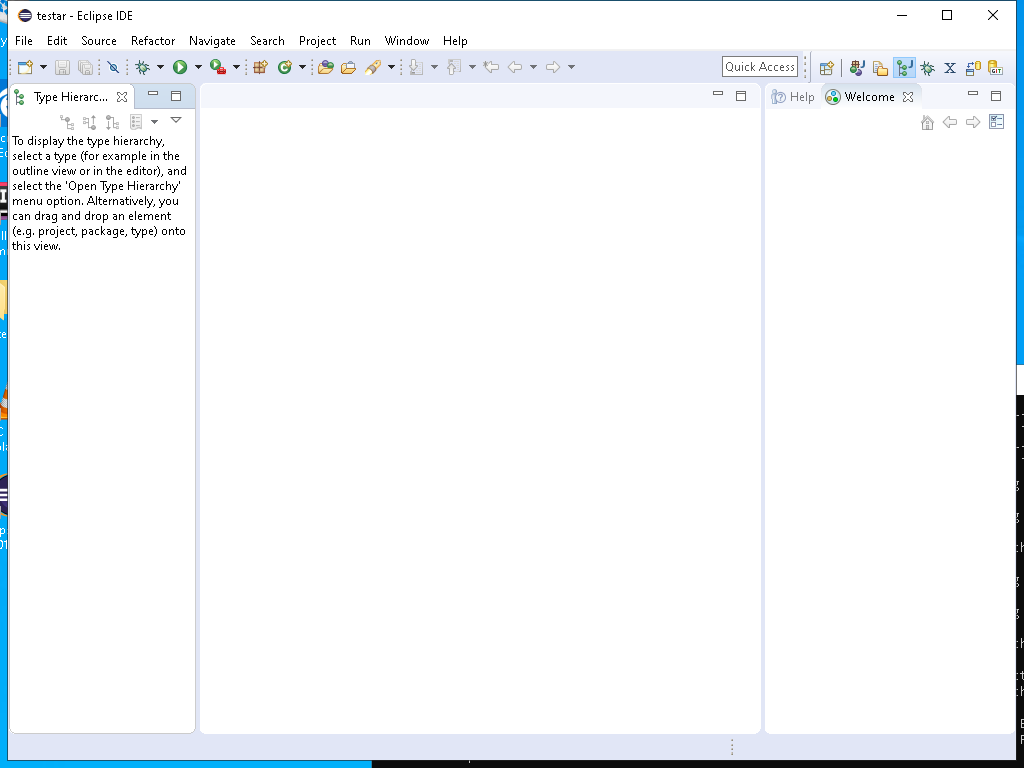 testar - Eclipse IDE
File Edit Source Refactor Navigate Search Project Run Window Help
Quick Access
Type Hierarc...
Help
Welcome
To display the type hierarchy,
select a type (for example in the
outline view or in the editor), and
select the 'Open Type Hierarchy'
menu option. Alternatively, you
can drag and drop an element
(e.g. project, package, type) onto
this view.